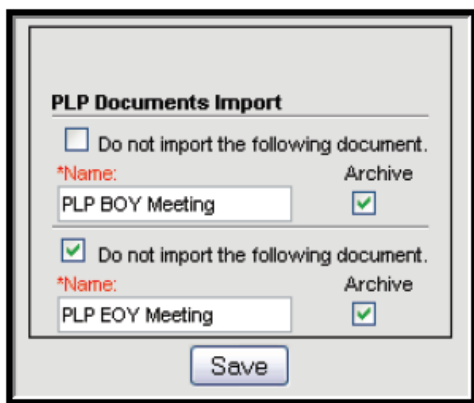 PLP Documents Import
Do not import the following document.
*Name: Archive
PLP BOY Meeting
Do not import the following document.
*Name: Archive
PLP EOY Meeting
Save